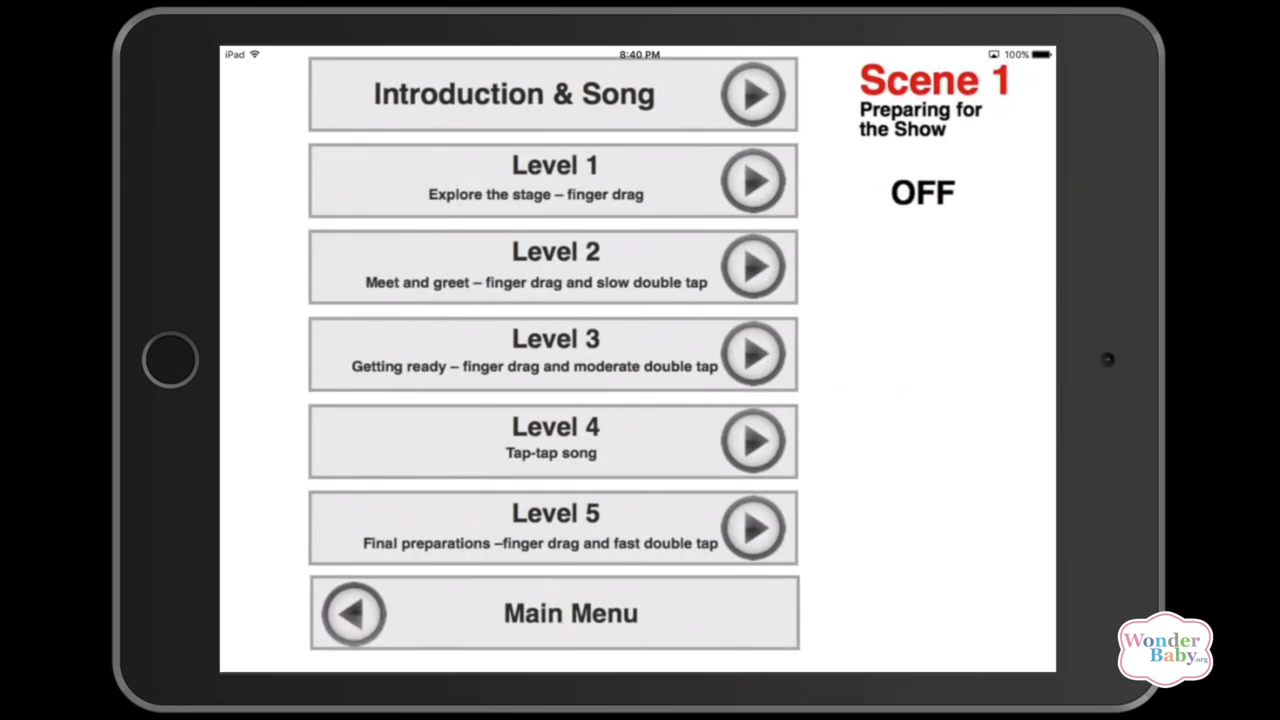 iPad
8:40 PM
100%
Introduction & Song
Scene 1
Preparing for
the Show
OFF
Level 1
Explore the stage – finger drag
Level 2
Meet and greet – finger drag and slow double tap
Level 3
Getting ready – finger drag and moderate double tap
Level 4
Tap-tap song
Level 5
Final preparations –finger drag and fast double tap
Main Menu
Wonder
Baby.org